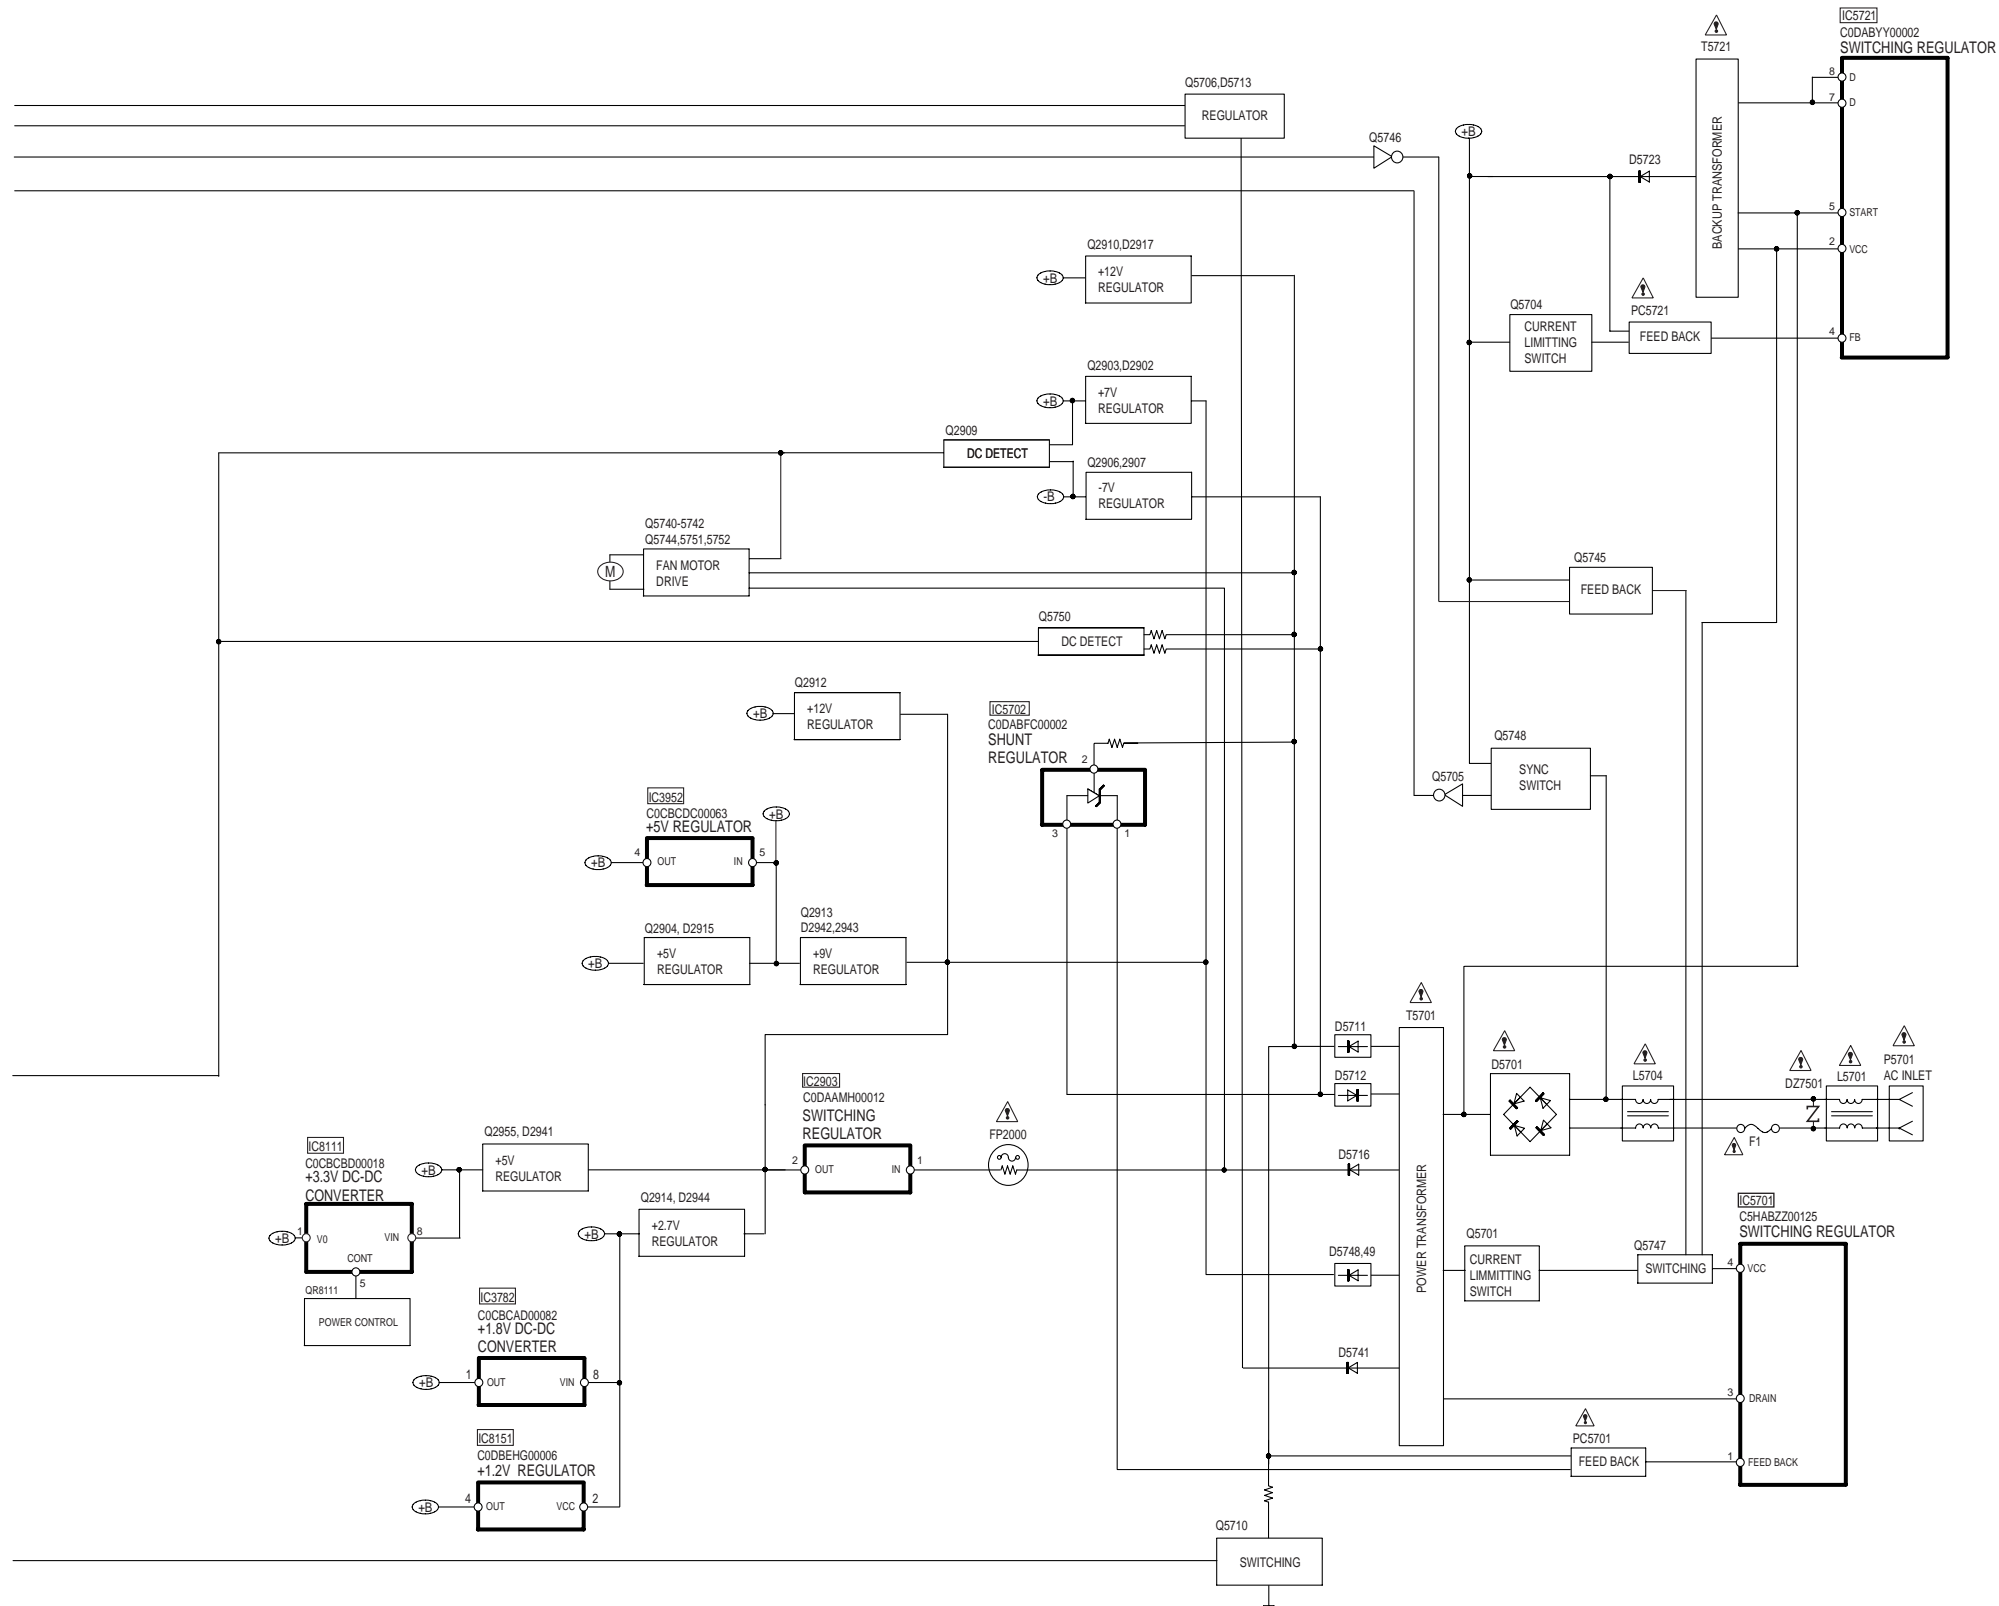 IC5721
C0DABYY00002
SWITCHING REGULATOR
T5721
BACKUP TRANSFORMER
8 D
7 D
5 START
2 VCC
4 FB
Q5706,D5713
REGULATOR
Q5746
+B
D5723
Q2910,D2917
+B
+12V
REGULATOR
Q5704
CURRENT
LIMITTING
SWITCH
PC5721
FEED BACK
Q2903,D2902
+B
+7V
REGULATOR
Q2909
DC DETECT
Q2906,2907
-B
-7V
REGULATOR
Q5740-5742
Q5744,5751,5752
M
FAN MOTOR
DRIVE
Q5745
FEED BACK
Q5750
DC DETECT
Q2912
+B
+12V
REGULATOR
IC5702
C0DABFC00002
SHUNT
REGULATOR
2
3
1
Q5748
SYNC
SWITCH
Q5705
IC3952
C0CBCDC00063
+5V REGULATOR
+B
+B
4 OUT
IN 5
Q2904, D2915
+B
+5V
REGULATOR
Q2913
D2942,2943
+9V
REGULATOR
T5701
POWER TRANSFORMER
D5711
D5712
D5716
D5748,49
D5741
D5701
L5704
DZ7501
L5701
P5701
AC INLET
F1
IC2903
C0DAAMH00012
SWITCHING
REGULATOR
2 OUT
IN 1
FP2000
Q2955, D2941
+B
+5V
REGULATOR
IC8111
C0CBCBD00018
+3.3V DC-DC
CONVERTER
+B
1 V0
VIN 8
CONT
5
QR8111
POWER CONTROL
Q2914, D2944
+B
+2.7V
REGULATOR
IC3782
C0CBCAD00082
+1.8V DC-DC
CONVERTER
+B
1 OUT
VIN 8
IC8151
C0DBEHG00006
+1.2V REGULATOR
+B
4 OUT
VCC 2
Q5701
CURRENT
LIMMITTING
SWITCH
Q5747
SWITCHING
IC5701
C5HABZZ00125
SWITCHING REGULATOR
4 VCC
3 DRAIN
1 FEED BACK
PC5701
FEED BACK
Q5710
SWITCHING